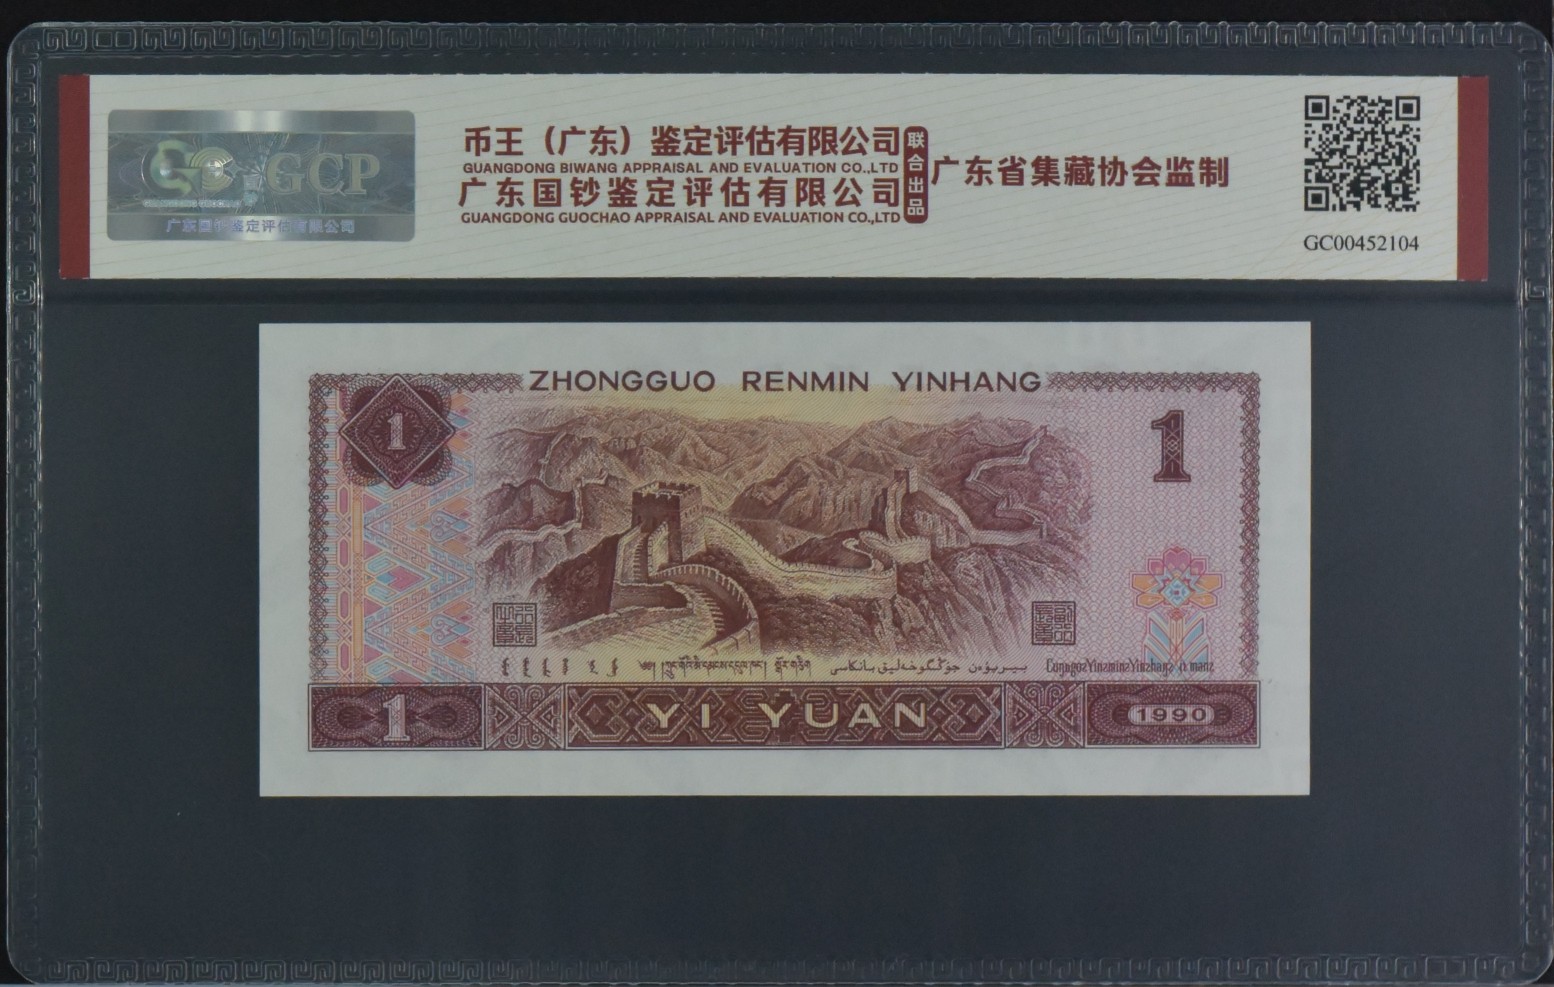 GCP
广东国钞鉴定评估有限公司
币王（广东）鉴定评估有限公司
GUANGDONG BIWANG APPRAISAL AND EVALUATION CO.,LTD
广东国钞鉴定评估有限公司
GUANGDONG GUOCHAO APPRAISAL AND EVALUATION CO.,LTD
联合出品
广东省集藏协会监制
GC00452104
ZHONGGUO RENMIN YINHANG
1
1
1
YI YUAN
1990